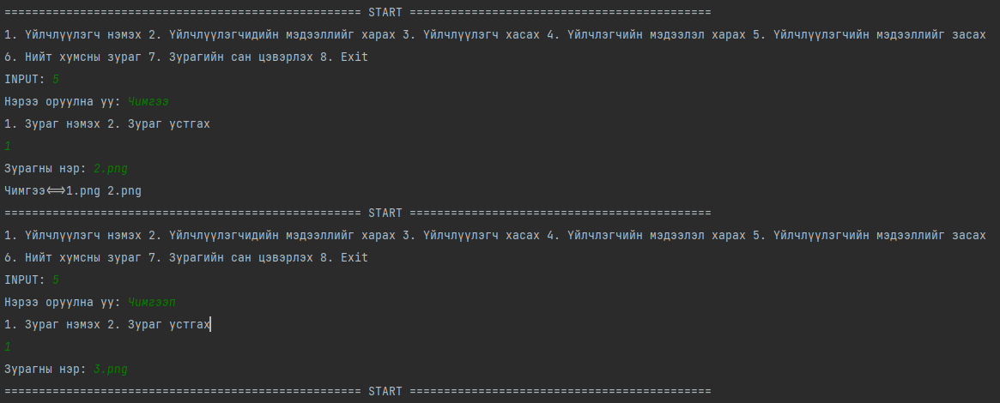 ==================================================== START ============================================
1. Үйлчлүүлэгч нэмэх 2. Үйлчлүүлэгчидийн мэдээллийг харах 3. Үйлчлүүлэгч хасах 4. Үйлчлэгчийн мэдээлэл харах 5. Үйлчлүүлэгчийн мэдээллийг засах
6. Нийт хүмсны зураг 7. Зурагийн сан цэвэрлэх 8. Exit
INPUT: 5
Нэрээ оруулна уу: Чимгээ
1. Зураг нэмэх 2. Зураг устгах
1
Зурагны нэр: 2.png
Чимгээ<==>1.png 2.png
==================================================== START ============================================
1. Үйлчлүүлэгч нэмэх 2. Үйлчлүүлэгчидийн мэдээллийг харах 3. Үйлчлүүлэгч хасах 4. Үйлчлэгчийн мэдээлэл харах 5. Үйлчлүүлэгчийн мэдээллийг засах
6. Нийт хүмсны зураг 7. Зурагийн сан цэвэрлэх 8. Exit
INPUT: 5
Нэрээ оруулна уу: Чимгээп
1. Зураг нэмэх 2. Зураг устгах
1
Зурагны нэр: 3.png
==================================================== START ============================================